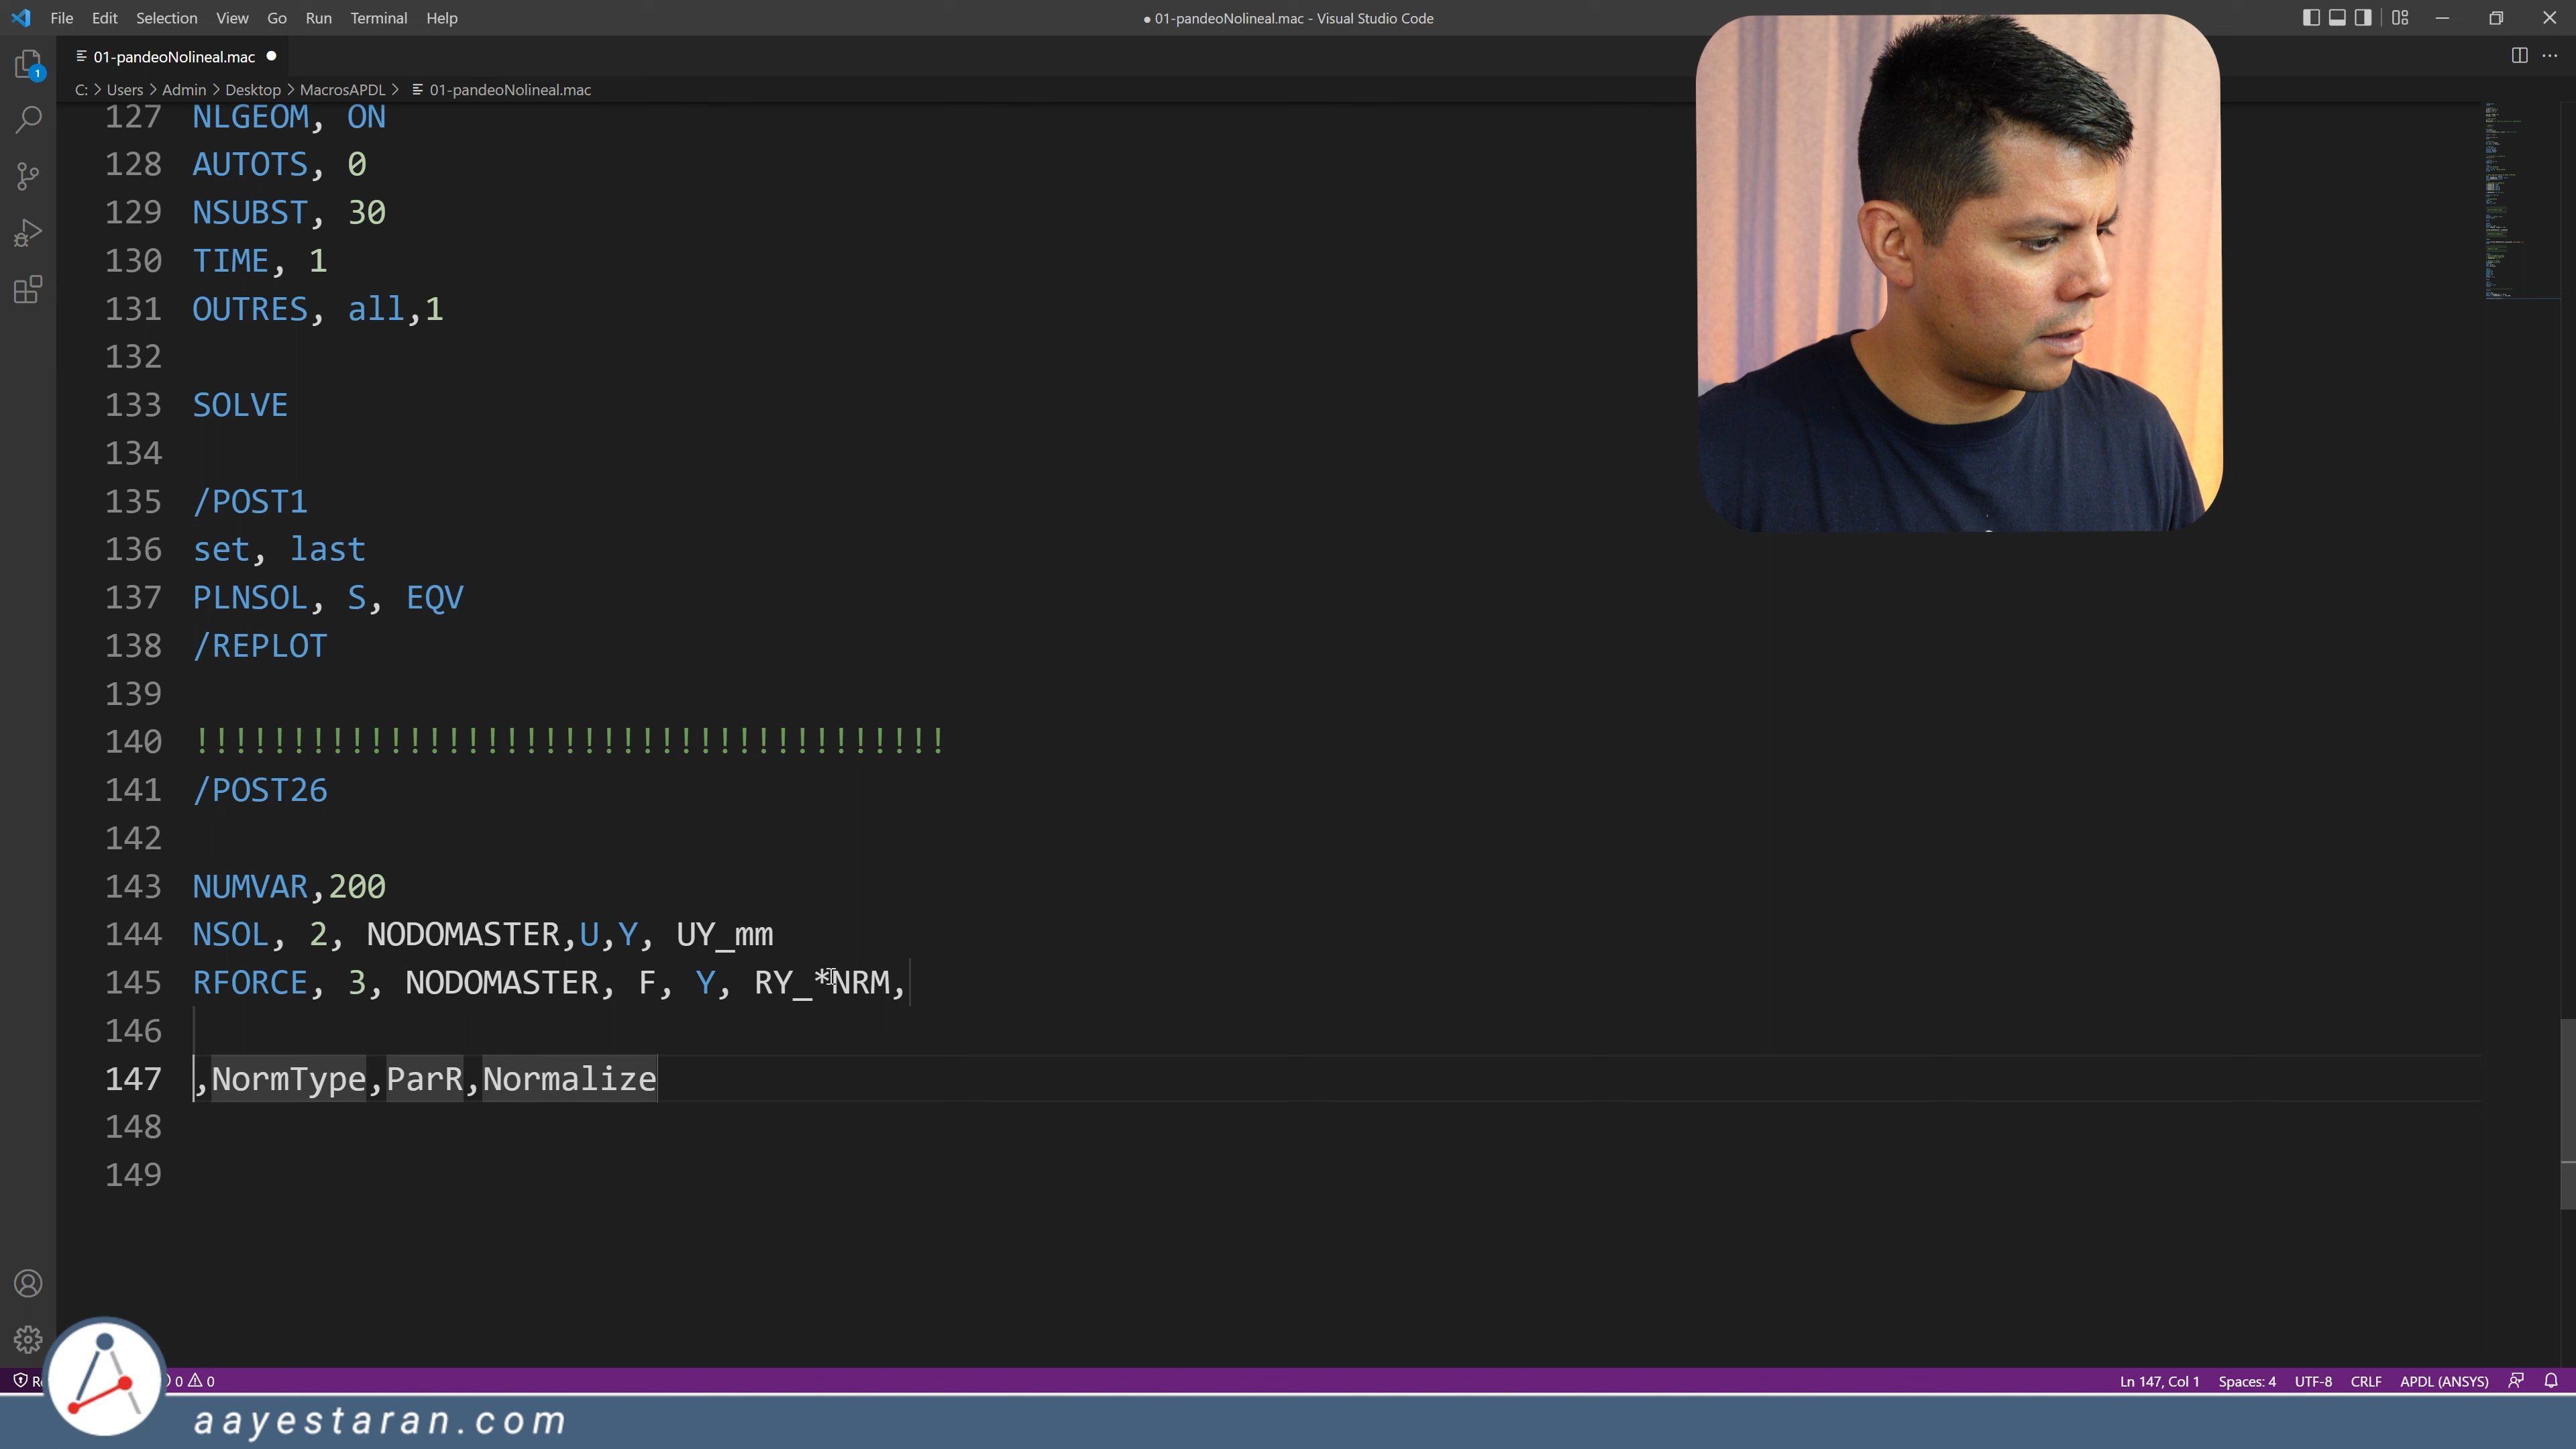 File Edit Selection View Go Run Terminal Help
● 01-pandeoNolineal.mac - Visual Studio Code
01-pandeoNolineal.mac ●
C: > Users > Admin > Desktop > MacrosAPDL > 01-pandeoNolineal.mac
1
127 NLGEOM, ON
128 AUTOTS, 0
129 NSUBST, 30
130 TIME, 1
131 OUTRES, all,1
132
133 SOLVE
134
135 /POST1
136 set, last
137 PLNSOL, S, EQV
138 /REPLOT
139
140 !!!!!!!!!!!!!!!!!!!!!!!!!!!!!!!!!!!!!!!
141 /POST26
142
143 NUMVAR,200
144 NSOL, 2, NODOMASTER,U,Y, UY_mm
145 RFORCE, 3, NODOMASTER, F, Y, RY_*NRM,
146
147 ,NormType,ParR,Normalize
148
149
0 0
Ln 147, Col 1 Spaces: 4 UTF-8 CRLF APDL (ANSYS)
aayestaran.com